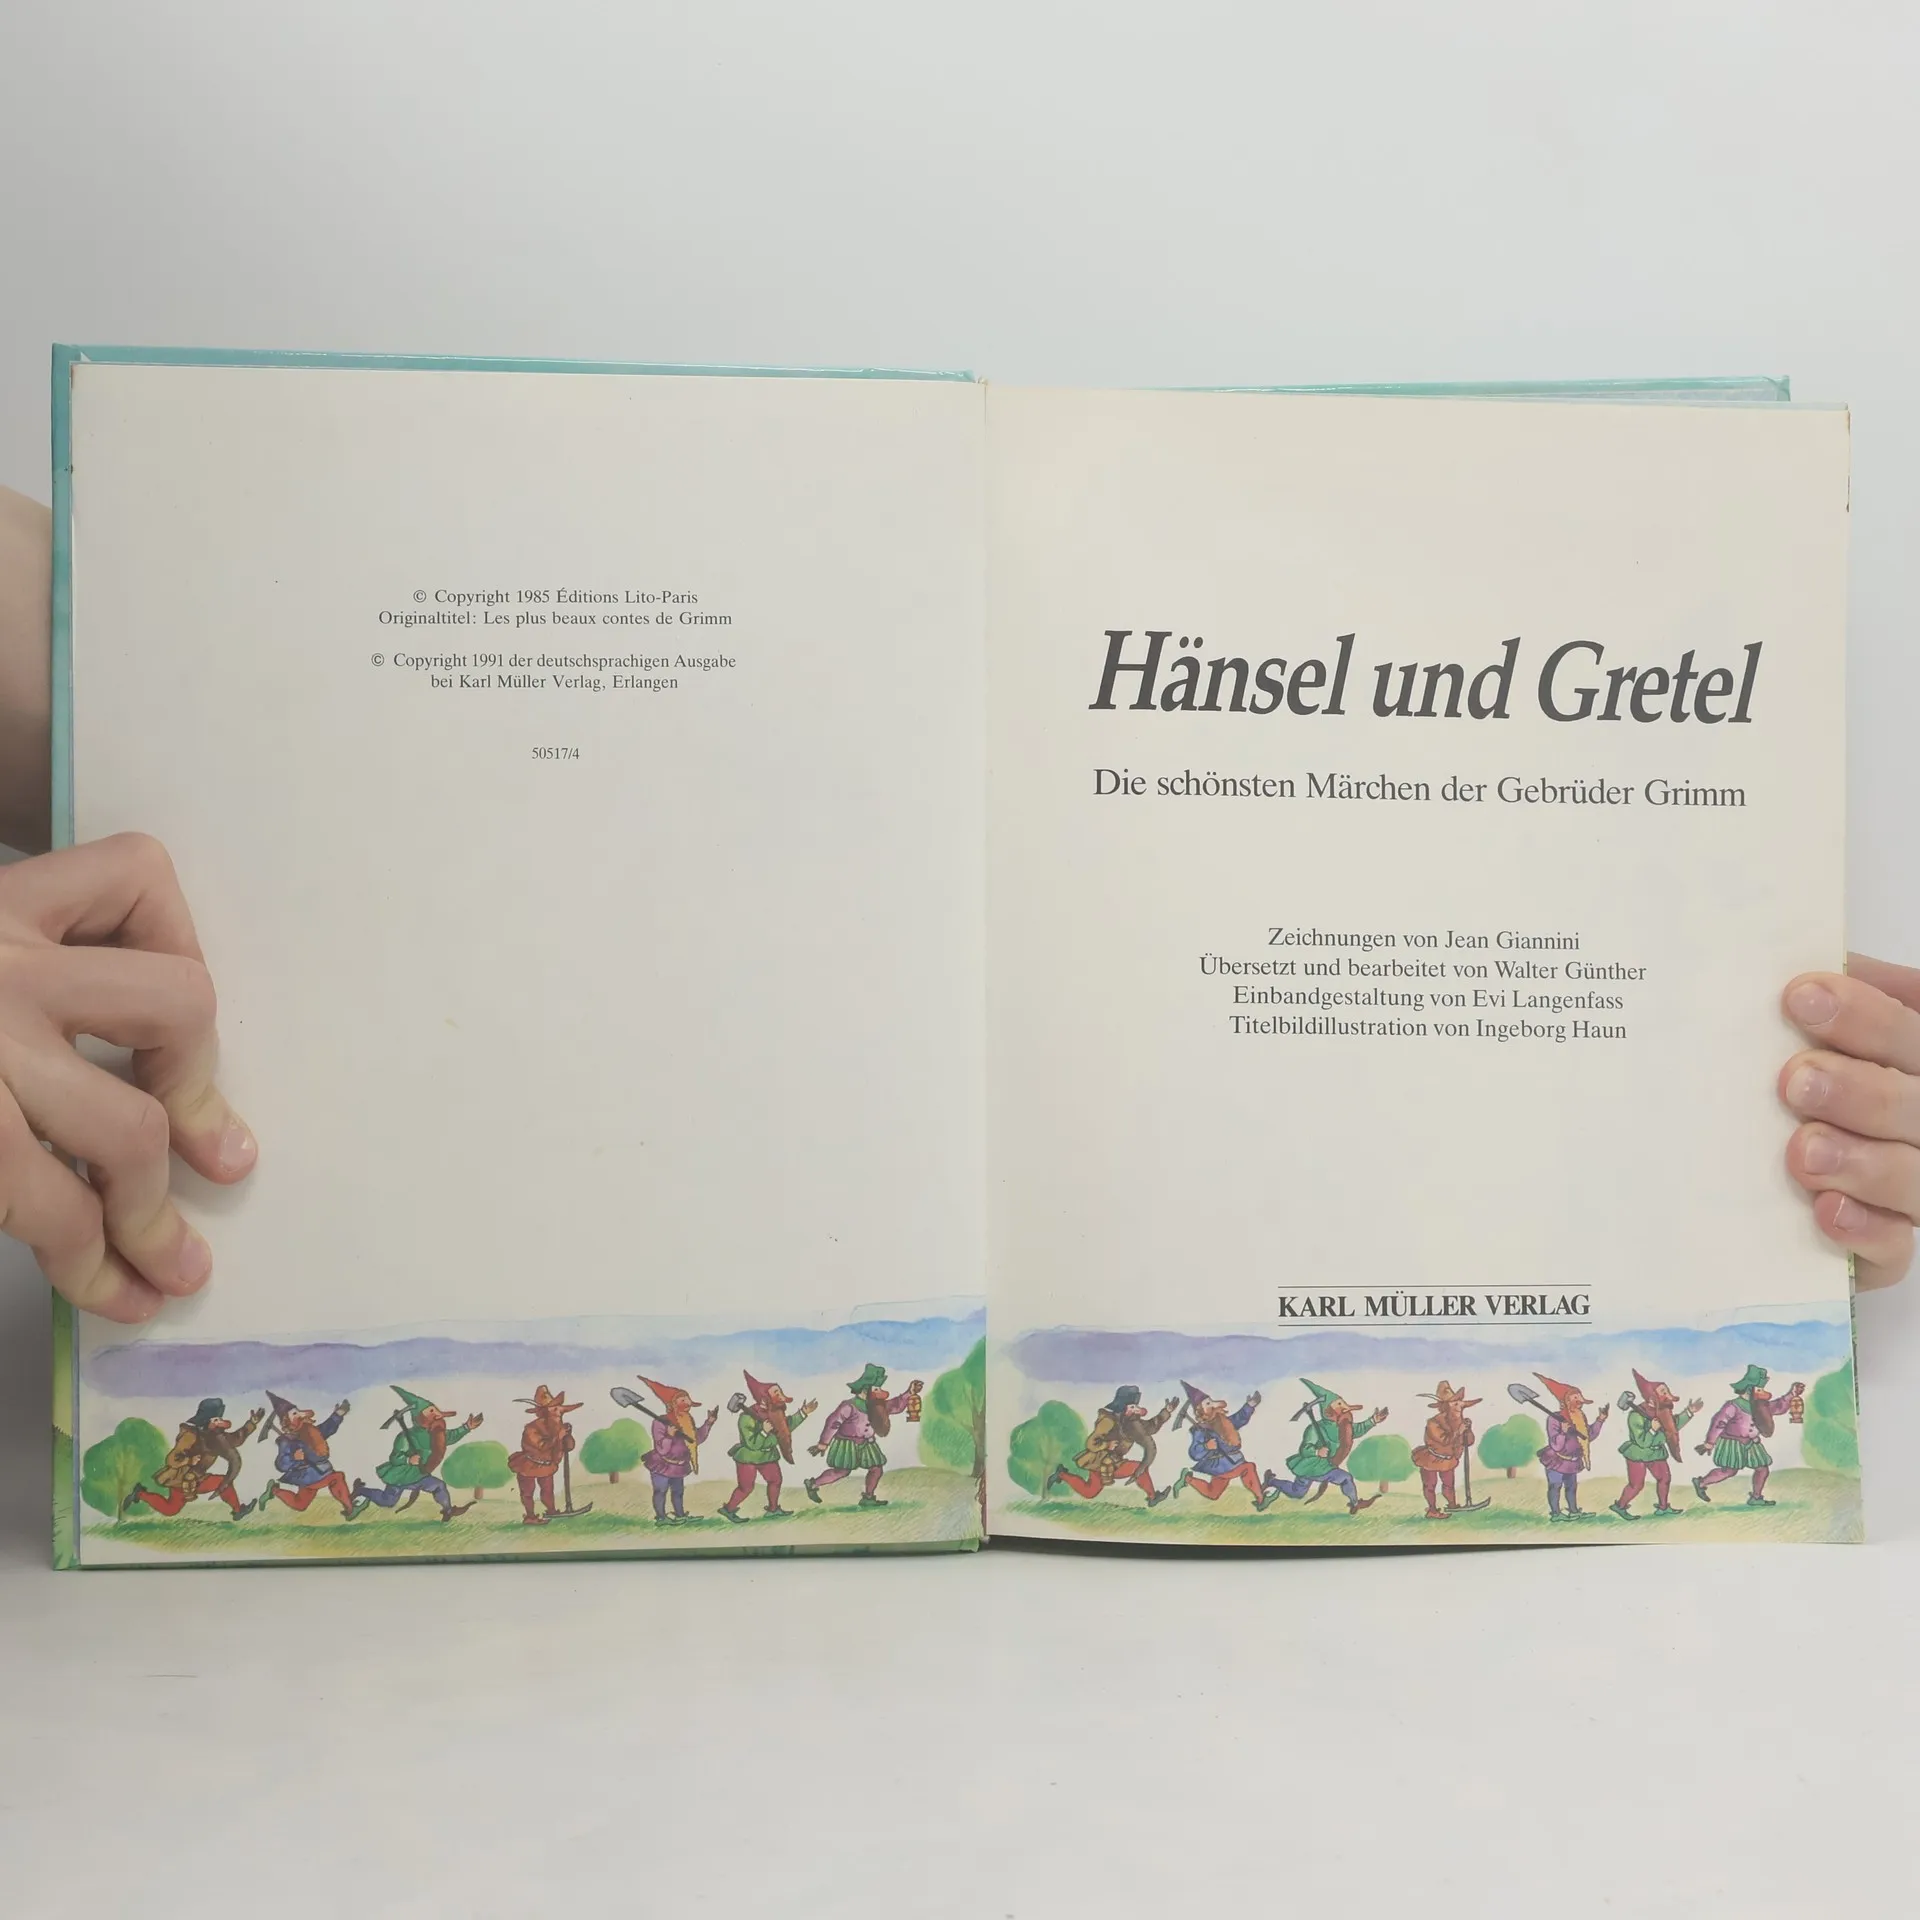 © Copyright 1985 Éditions Lito-Paris
Originaltitel: Les plus beaux contes de Grimm
© Copyright 1991 der deutschsprachigen Ausgabe
bei Karl Müller Verlag, Erlangen
50517/4
Hänsel und Gretel
Die schönsten Märchen der Gebrüder Grimm
Zeichnungen von Jean Giannini
Übersetzt und bearbeitet von Walter Günther
Einbandgestaltung von Evi Langenfass
Titelbildillustration von Ingeborg Haun
KARL MÜLLER VERLAG